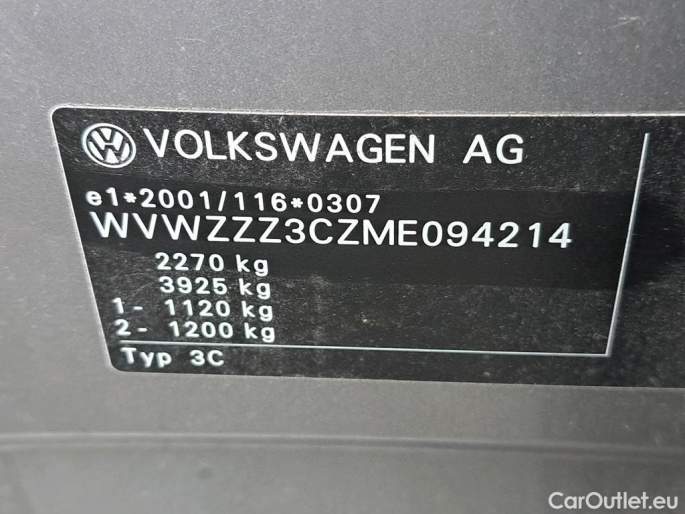 VOLKSWAGEN AG
e1*2001/116*0307
WVWZZZ3CZME094214
2270 kg
3925 kg
1- 1120 kg
2- 1200 kg
Typ 3C
CarOutlet.eu